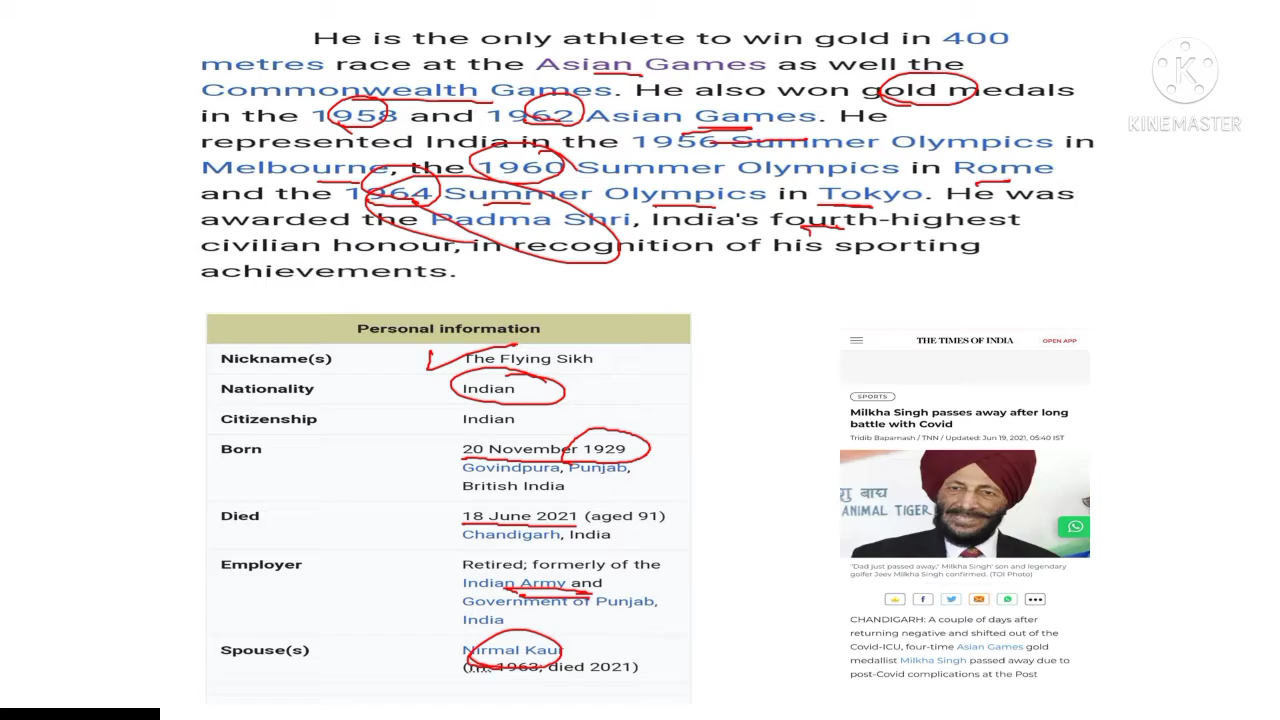 He is the only athlete to win gold in 400
metres race at the Asian Games as well the
Commonwealth Games. He also won gold medals
in the 1958 and 1962 Asian Games. He
represented India in the 1956 Summer Olympics in
Melbourne, the 1960 Summer Olympics in Rome
and the 1964 Summer Olympics in Tokyo. He was
awarded the Padma Shri, India's fourth-highest
civilian honour, in recognition of his sporting
achievements.
K
KINEMASTER
Personal information
Nickname(s) The Flying Sikh
Nationality Indian
Citizenship Indian
Born 20 November 1929
Govindpura, Punjab,
British India
Died 18 June 2021 (aged 91)
Chandigarh, India
Employer Retired; formerly of the
Indian Army and
Government of Punjab,
India
Spouse(s) Nirmal Kaur
(m. 1963; died 2021)
THE TIMES OF INDIA OPEN APP
SPORTS
Milkha Singh passes away after long
battle with Covid
Tridib Baparnash / TNN / Updated: Jun 19, 2021, 05:40 IST
बाघ
ANIMAL TIGER
"Dad just passed away," Milkha Singh' son and legendary
golfer Jeev Milkha Singh confirmed. (TOI Photo)
CHANDIGARH: A couple of days after
returning negative and shifted out of the
Covid-ICU, four-time Asian Games gold
medallist Milkha Singh passed away due to
post-Covid complications at the Post